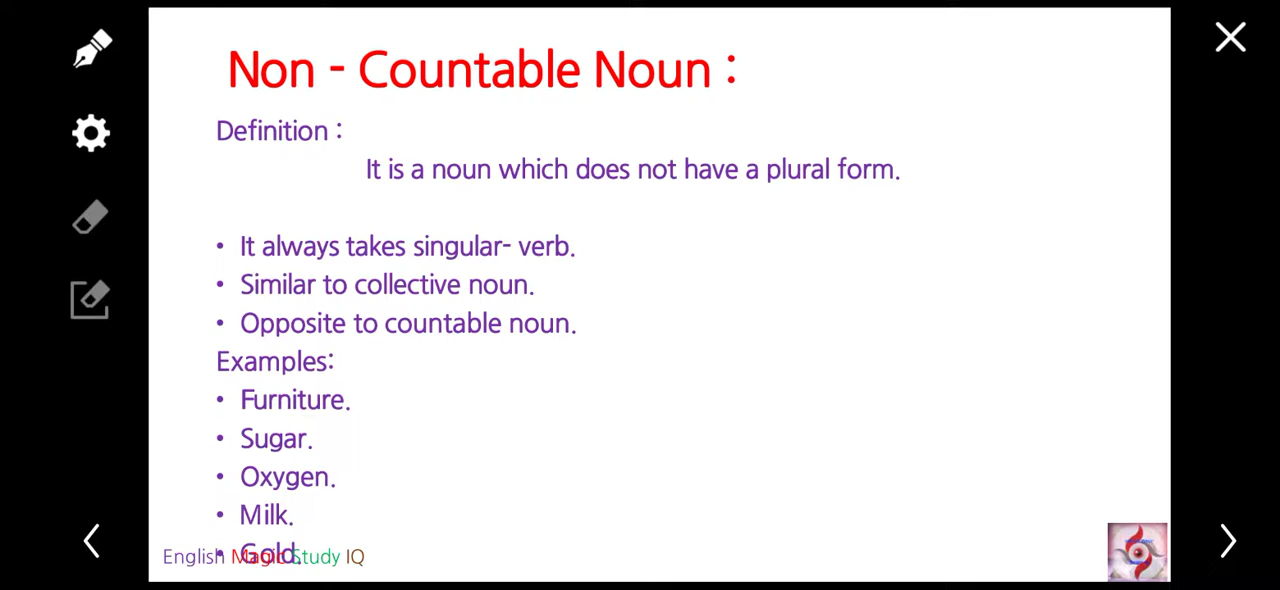 Non - Countable Noun :
Definition :
It is a noun which does not have a plural form.
• It always takes singular- verb.
• Similar to collective noun.
• Opposite to countable noun.
Examples:
• Furniture.
• Sugar.
• Oxygen.
• Milk.
• Gold.
English Magic Study IQ